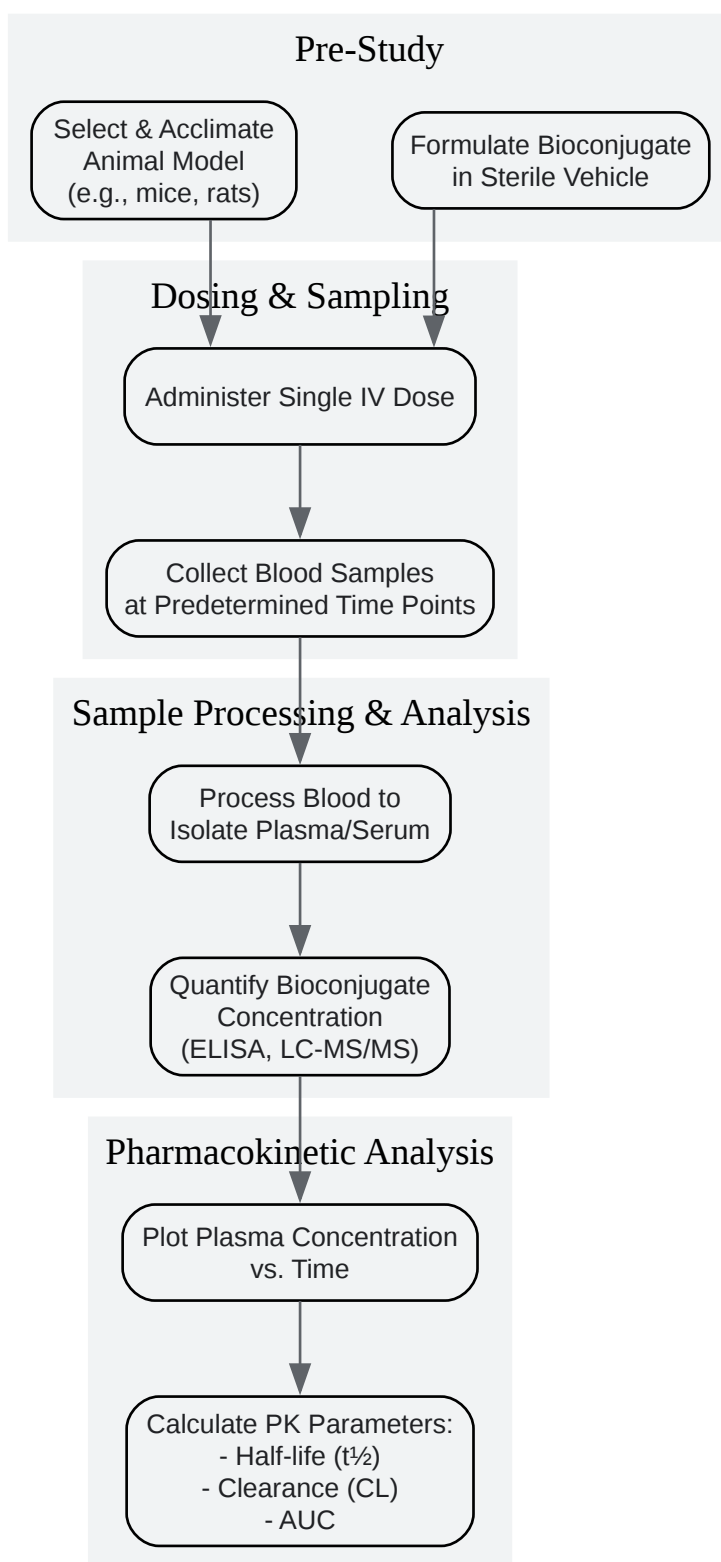 Pre-Study
Select & Acclimate
Animal Model
(e.g., mice, rats)
Formulate Bioconjugate
in Sterile Vehicle
Dosing & Sampling
Administer Single IV Dose
Collect Blood Samples
at Predetermined Time Points
Sample Processing & Analysis
Process Blood to
Isolate Plasma/Serum
Quantify Bioconjugate
Concentration
(ELISA, LC-MS/MS)
Pharmacokinetic Analysis
Plot Plasma Concentration
vs. Time
Calculate PK Parameters:
- Half-life (t½)
- Clearance (CL)
- AUC